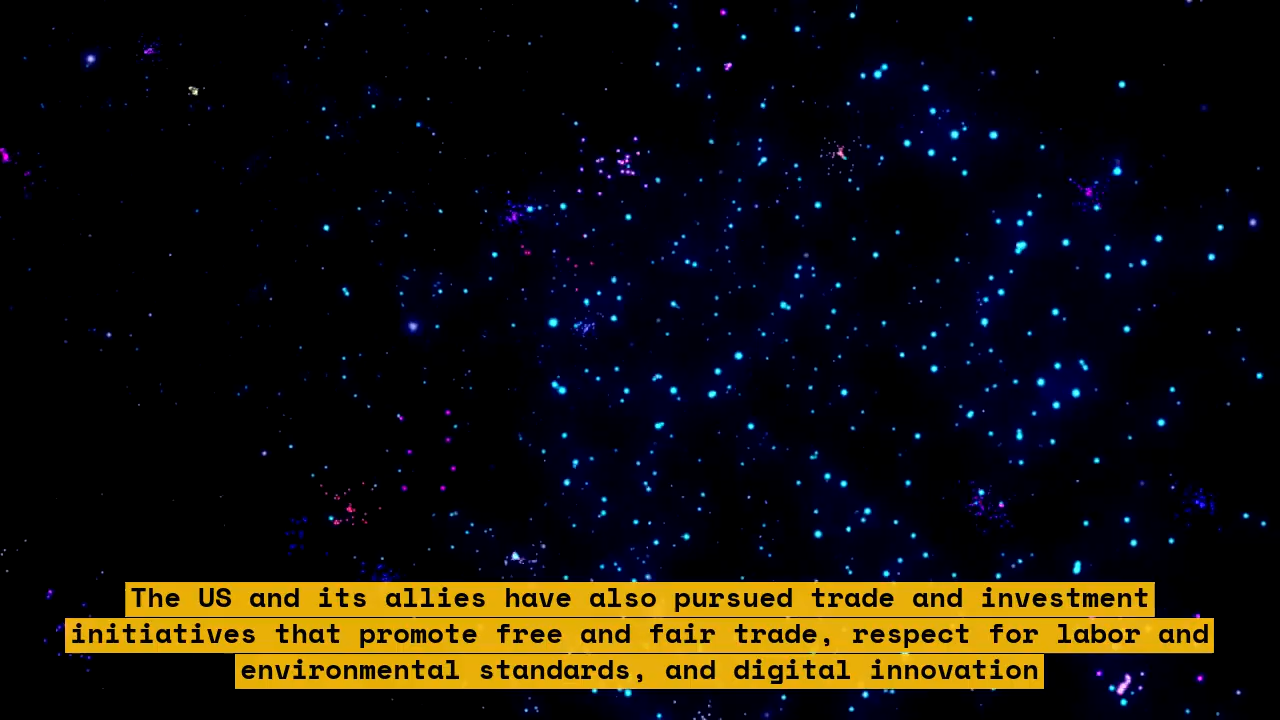 The US and its allies have also pursued trade and investment
initiatives that promote free and fair trade, respect for labor and
environmental standards, and digital innovation